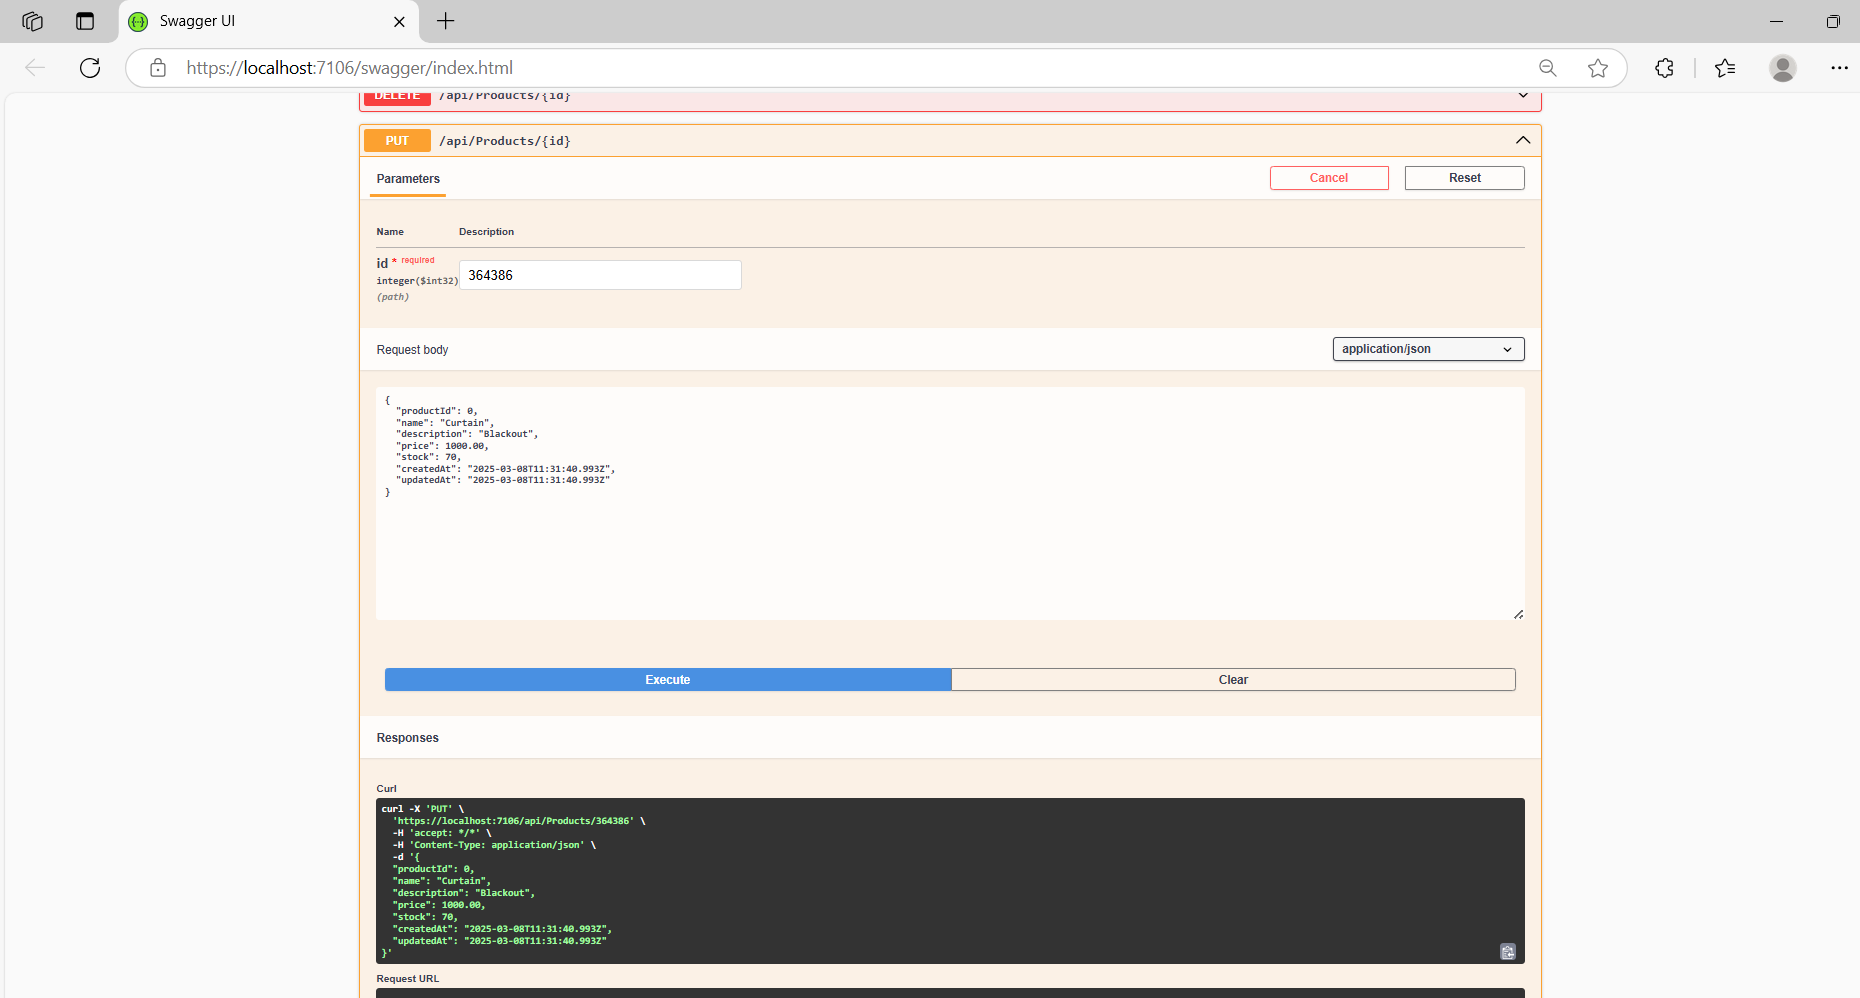 Swagger UI
https://localhost:7106/swagger/index.html
DELETE /api/Products/{id}
PUT /api/Products/{id}
Parameters
Cancel
Reset
Name Description
id * required
integer($int32)
(path)
364386
Request body
application/json
{
"productId": 0,
"name": "Curtain",
"description": "Blackout",
"price": 1000.00,
"stock": 70,
"createdAt": "2025-03-08T11:31:40.993Z",
"updatedAt": "2025-03-08T11:31:40.993Z"
}
Execute
Clear
Responses
Curl
curl -X 'PUT' \
'https://localhost:7106/api/Products/364386' \
-H 'accept: */*' \
-H 'Content-Type: application/json' \
-d '{
"productId": 0,
"name": "Curtain",
"description": "Blackout",
"price": 1000.00,
"stock": 70,
"createdAt": "2025-03-08T11:31:40.993Z",
"updatedAt": "2025-03-08T11:31:40.993Z"
}'
Request URL